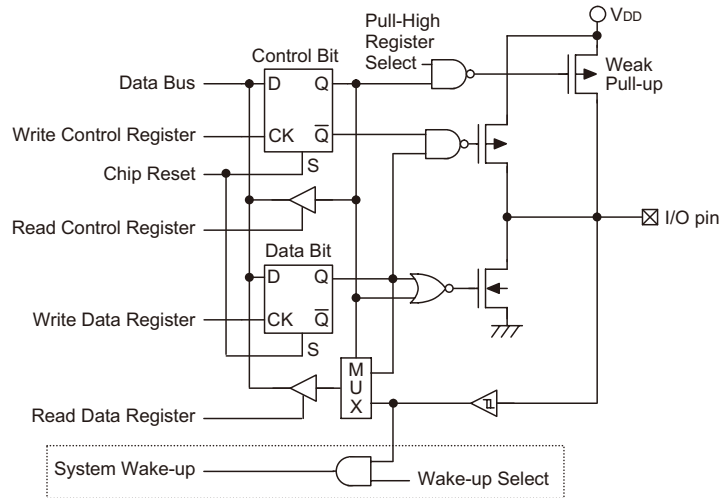 VDD
Pull-High
Register
Select
Control Bit
Weak
Pull-up
Data Bus
D
Q
Write Control Register
CK
Q
S
Chip Reset
I/O pin
Read Control Register
Data Bit
D
Q
Write Data Register
CK
Q
S
M
U
X
Read Data Register
System Wake-up
Wake-up Select